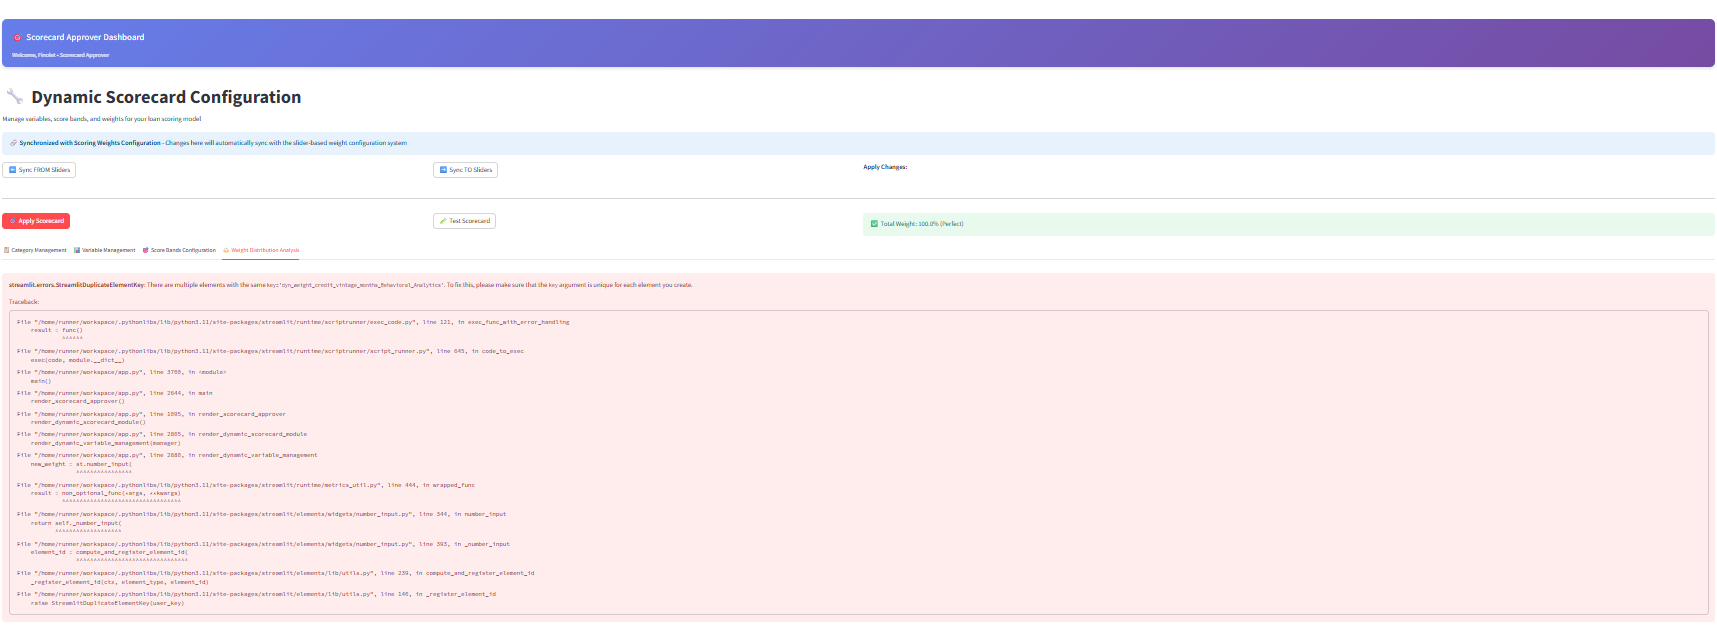 Scorecard Approver Dashboard
Welcome, Finolet - Scorecard Approver
Dynamic Scorecard Configuration
Manage variables, score bands, and weights for your loan scoring model
Synchronized with Scoring Weights Configuration - Changes here will automatically sync with the slider-based weight configuration system
Sync FROM Sliders
Sync TO Sliders
Apply Changes:
Apply Scorecard
Test Scorecard
Total Weight: 100.0% (Perfect)
Category Management
Variable Management
Score Bands Configuration
Weight Distribution Analysis
streamlit.errors.StreamlitDuplicateElementKey: There are multiple elements with the same key='dyn_weight_credit_vintage_months_Behavioral_Analytics'. To fix this, please make sure that the key argument is unique for each element you create.
Traceback:
File "/home/runner/workspace/.pythonlibs/lib/python3.11/site-packages/streamlit/runtime/scriptrunner/exec_code.py", line 121, in exec_func_with_error_handling
result = func()
^^^^^^
File "/home/runner/workspace/.pythonlibs/lib/python3.11/site-packages/streamlit/runtime/scriptrunner/script_runner.py", line 645, in code_to_exec
exec(code, module.__dict__)
File "/home/runner/workspace/app.py", line 3760, in <module>
main()
File "/home/runner/workspace/app.py", line 2644, in main
render_scorecard_approver()
File "/home/runner/workspace/app.py", line 1095, in render_scorecard_approver
render_dynamic_scorecard_module()
File "/home/runner/workspace/app.py", line 2805, in render_dynamic_scorecard_module
render_dynamic_variable_management(manager)
File "/home/runner/workspace/app.py", line 2880, in render_dynamic_variable_management
new_weight = st.number_input(
^^^^^^^^^^^^^^^^
File "/home/runner/workspace/.pythonlibs/lib/python3.11/site-packages/streamlit/runtime/metrics_util.py", line 444, in wrapped_func
result = non_optional_func(*args, **kwargs)
^^^^^^^^^^^^^^^^^^^^^^^^^^^^^^^^^^
File "/home/runner/workspace/.pythonlibs/lib/python3.11/site-packages/streamlit/elements/widgets/number_input.py", line 344, in number_input
return self._number_input(
^^^^^^^^^^^^^^^^^^^
File "/home/runner/workspace/.pythonlibs/lib/python3.11/site-packages/streamlit/elements/widgets/number_input.py", line 393, in _number_input
element_id = compute_and_register_element_id(
^^^^^^^^^^^^^^^^^^^^^^^^^^^^^^^^
File "/home/runner/workspace/.pythonlibs/lib/python3.11/site-packages/streamlit/elements/lib/utils.py", line 239, in compute_and_register_element_id
_register_element_id(ctx, element_type, element_id)
File "/home/runner/workspace/.pythonlibs/lib/python3.11/site-packages/streamlit/elements/lib/utils.py", line 146, in _register_element_id
raise StreamlitDuplicateElementKey(user_key)